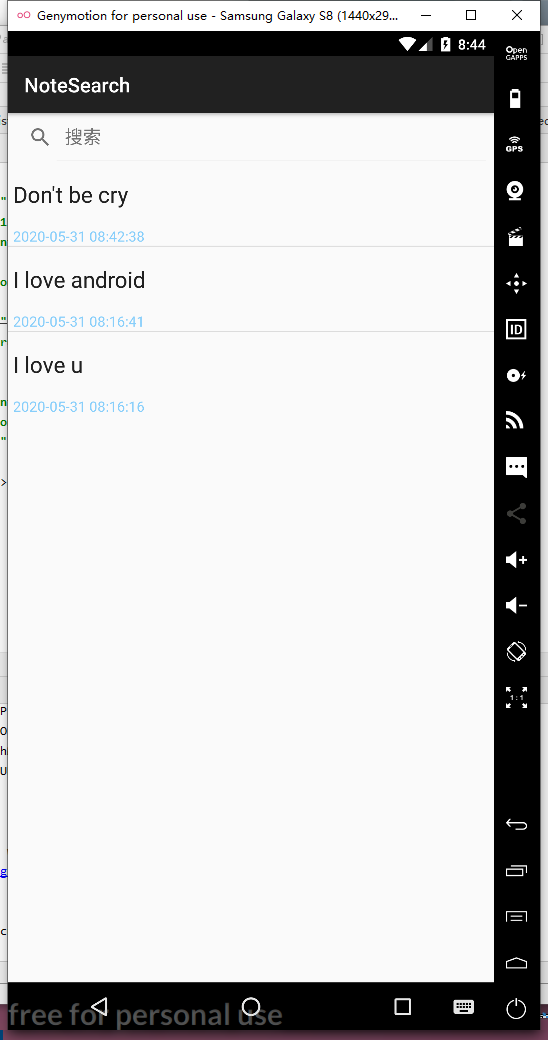 Genymotion for personal use - Samsung Galaxy S8 (1440x29...
8:44
Open
GAPPS
NoteSearch
GPS
搜索
Don't be cry
2020-05-31 08:42:38
I love android
2020-05-31 08:16:41
ID
I love u
2020-05-31 08:16:16
1:1
free for personal use